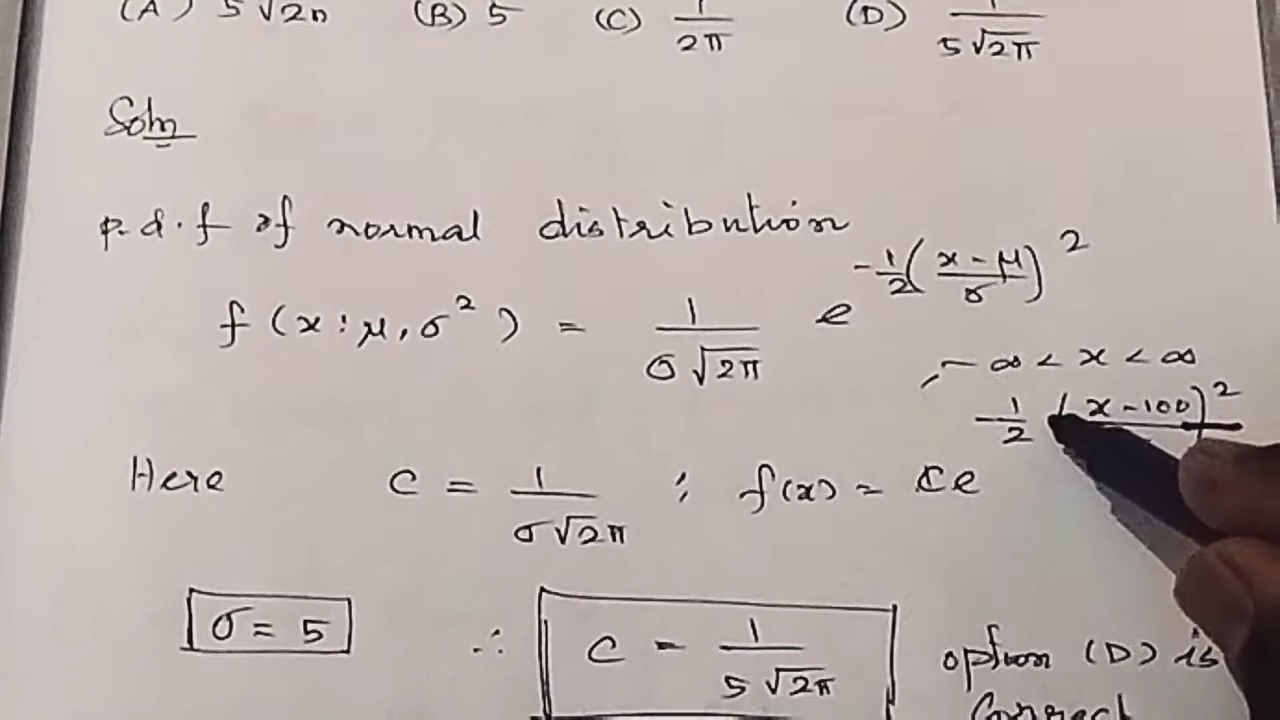 (A) 5√2π (B) 5 (C) 1/2π (D) 1/5√2π
Soln
p.d.f of normal distribution
f(x: μ, σ²) = 1/σ√2π e^-1/2((x-μ)/σ)²
, -∞ < x < ∞
Here C = 1/σ√2π ; f(x) = Ce^-1/2(x-100)²
σ = 5 ∴ C = 1/5√2π option (D) is
Correct